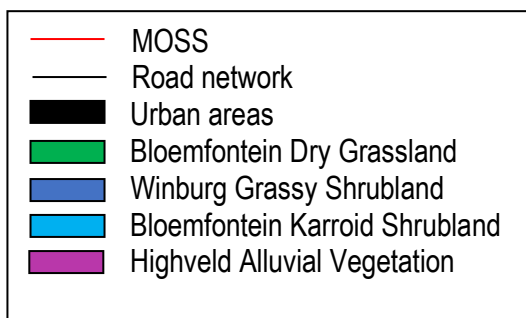 MOSS
Road network
Urban areas
Bloemfontein Dry Grassland
Winburg Grassy Shrubland
Bloemfontein Karroid Shrubland
Highveld Alluvial Vegetation